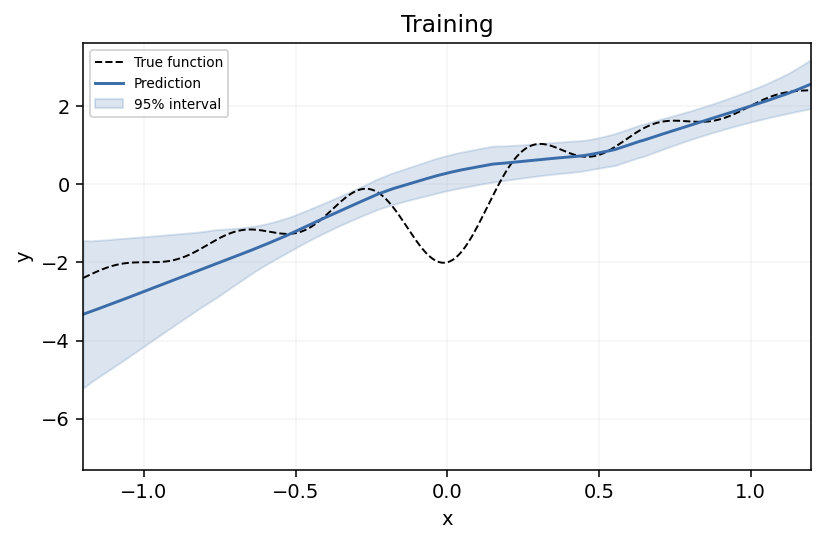 Training
True function
Prediction
95% interval
y
2
0
−2
−4
−6
−1.0 −0.5 0.0 0.5 1.0
x